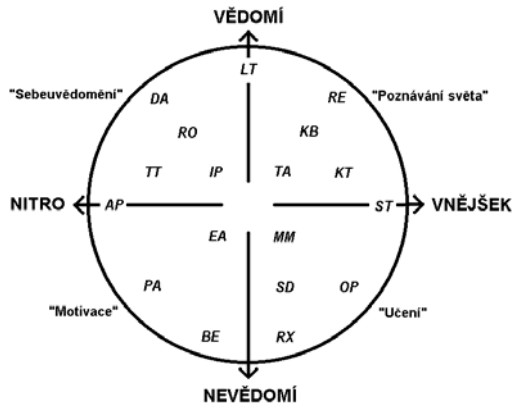 VĚDOMÍ
LT
"Sebeuvědomění" DA RE "Poznávání světa"
RO KB
TT IP TA KT
NITRO AP ST VNĚJŠEK
EA MM
PA SD OP
"Motivace" "Učení"
BE RX
NEVĚDOMÍ